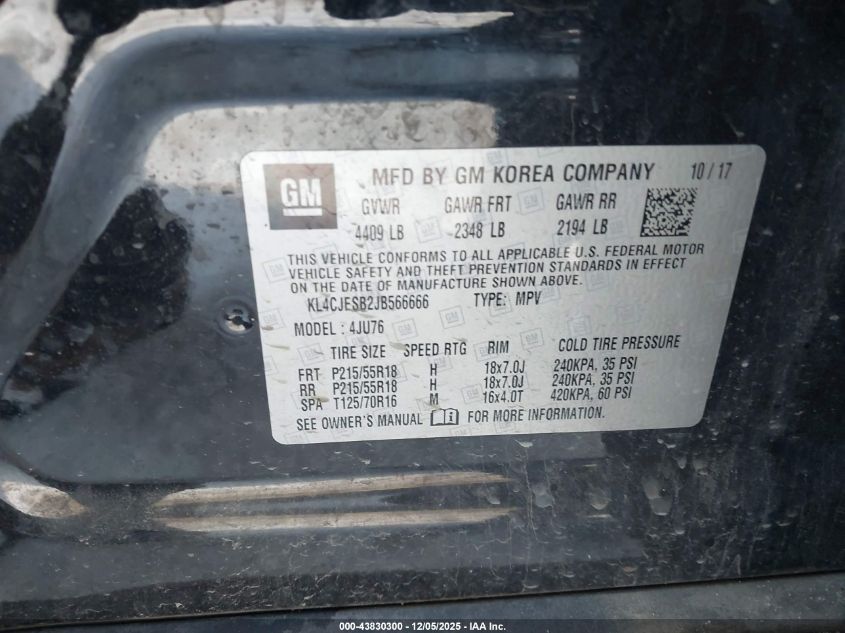 GM
MFD BY GM KOREA COMPANY 10/17
GVWR GAWR FRT GAWR RR
4409 LB 2348 LB 2194 LB
THIS VEHICLE CONFORMS TO ALL APPLICABLE U.S. FEDERAL MOTOR
VEHICLE SAFETY AND THEFT PREVENTION STANDARDS IN EFFECT
ON THE DATE OF MANUFACTURE SHOWN ABOVE.
KL4CJESB2JB566666 TYPE: MPV
MODEL: 4JU76
TIRE SIZE SPEED RTG RIM COLD TIRE PRESSURE
FRT P215/55R18 H 18x7.0J 240KPA, 35 PSI
RR P215/55R18 H 18x7.0J 240KPA, 35 PSI
SPA T125/70R16 M 16x4.0T 420KPA, 60 PSI
SEE OWNER'S MANUAL FOR MORE INFORMATION.
000-43830300 - 12/05/2025 - IAA Inc.